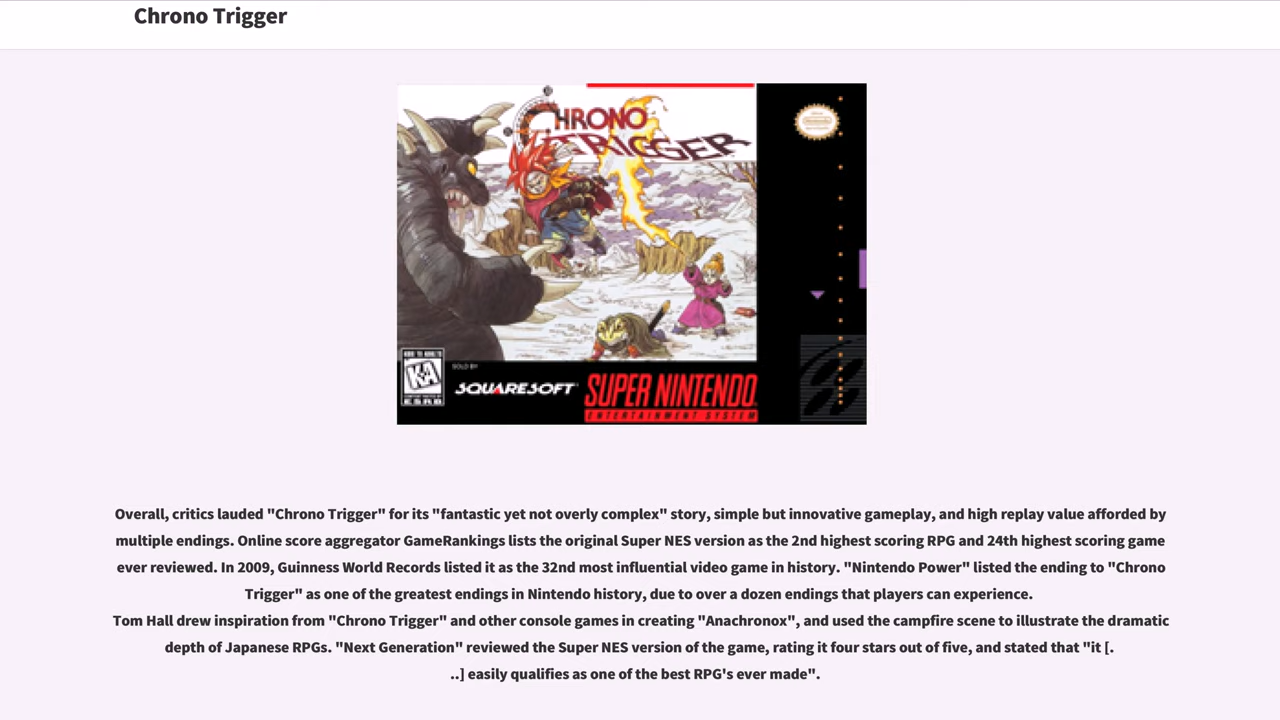 Chrono Trigger
CHRONO
TRIGGER
SOLD BY
SQUARESOFT
SUPER NINTENDO
ENTERTAINMENT SYSTEM
KIDS TO ADULTS
KA
E S R B
Nintendo
Overall, critics lauded "Chrono Trigger" for its "fantastic yet not overly complex" story, simple but innovative gameplay, and high replay value afforded by
multiple endings. Online score aggregator GameRankings lists the original Super NES version as the 2nd highest scoring RPG and 24th highest scoring game
ever reviewed. In 2009, Guinness World Records listed it as the 32nd most influential video game in history. "Nintendo Power" listed the ending to "Chrono
Trigger" as one of the greatest endings in Nintendo history, due to over a dozen endings that players can experience.
Tom Hall drew inspiration from "Chrono Trigger" and other console games in creating "Anachronox", and used the campfire scene to illustrate the dramatic
depth of Japanese RPGs. "Next Generation" reviewed the Super NES version of the game, rating it four stars out of five, and stated that "it [.
..] easily qualifies as one of the best RPG's ever made".